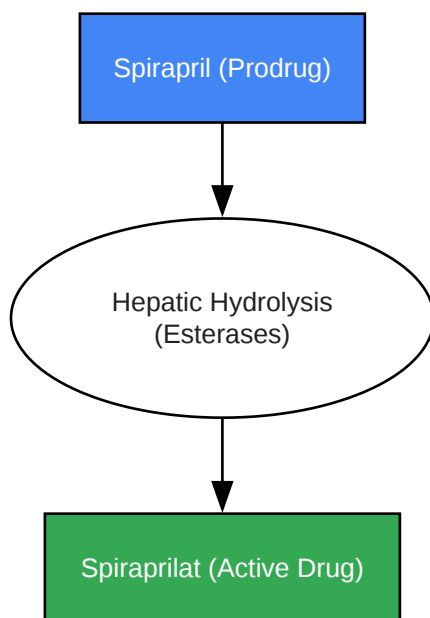 Spirapril (Prodrug)
Hepatic Hydrolysis
(Esterases)
Spiraprilat (Active Drug)